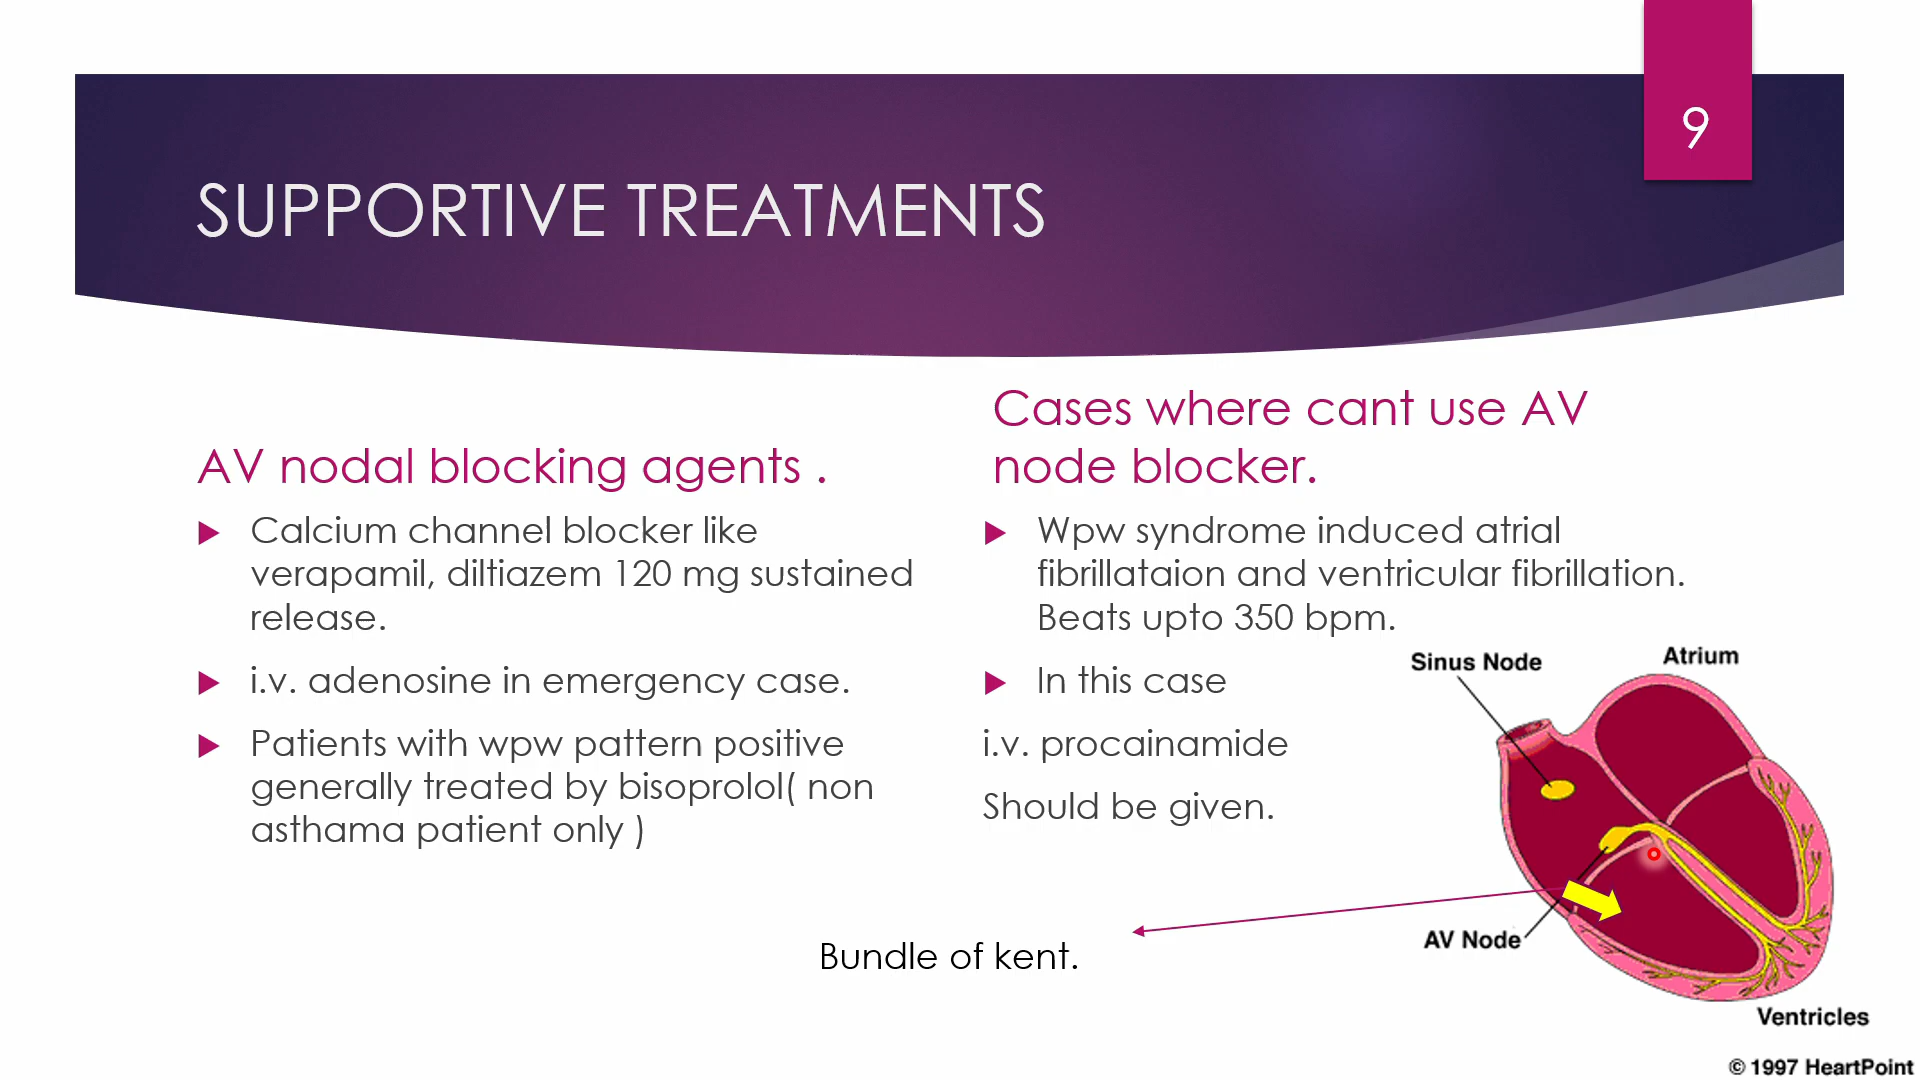 9
SUPPORTIVE TREATMENTS
AV nodal blocking agents .
Calcium channel blocker like
verapamil, diltiazem 120 mg sustained
release.
i.v. adenosine in emergency case.
Patients with wpw pattern positive
generally treated by bisoprolol( non
asthama patient only )
Cases where cant use AV
node blocker.
Wpw syndrome induced atrial
fibrillataion and ventricular fibrillation.
Beats upto 350 bpm.
In this case
i.v. procainamide
Should be given.
Bundle of kent.
Sinus Node
Atrium
AV Node
Ventricles
© 1997 HeartPoint